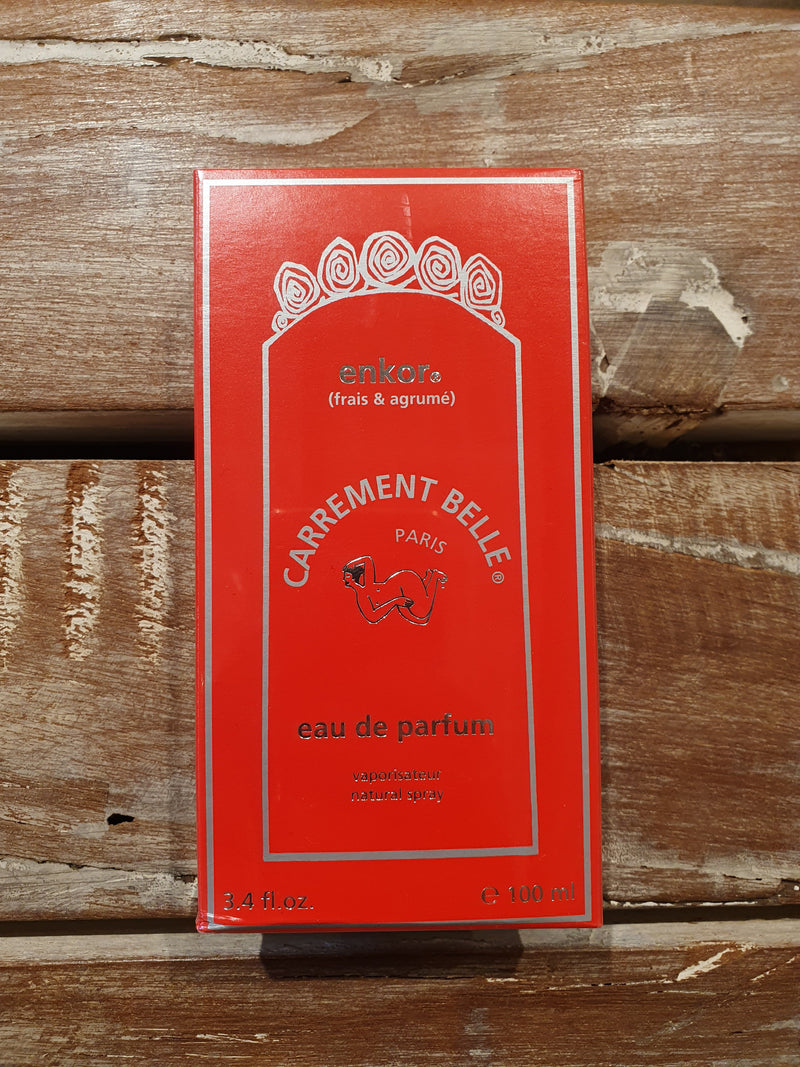 enkor®
(frais & agrumé)
CARREMENT BELLE®
PARIS
eau de parfum
vaporisateur
natural spray
3.4 fl.oz.
℮ 100 ml